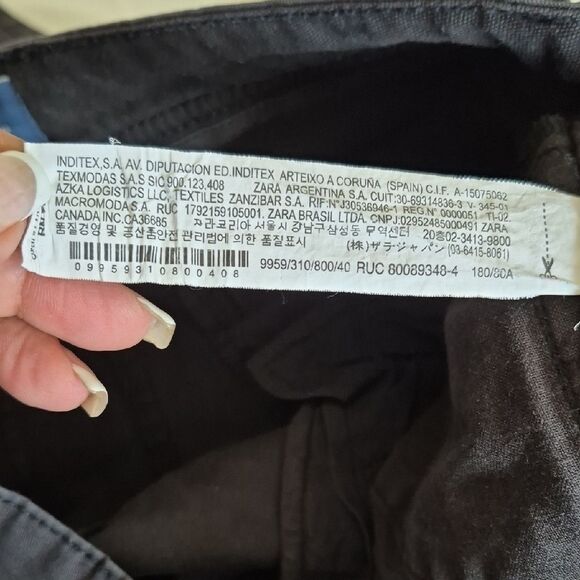 INDITEX,S.A. AV. DIPUTACION ED.INDITEX ARTEIXO A CORUÑA (SPAIN) C.I.F. A-15075062
TEXMODAS S.A.S SIC 900.123.408 ZARA ARGENTINA S.A. CUIT:30-69314836-3 V-345-01
AZKA LOGISTICS LLC, TEXTILES ZANZIBAR S.A. RIF:N°J30538946-1 REG.N° 0000051 TI-02.
MACROMODA S.A. RUC 1792159105001. ZARA BRASIL LTDA. CNPJ:02952485000491 ZARA
CANADA INC.CA36685 자라코리아 서울시 강남구삼성동 무역센터 20층02-3413-9800
품질경영 및 공산품안전 관리법에 의한 품질표시 (株) ザラジャパン (03-6415-8061)
09959310800408 9959/310/800/40 RUC 60089348-4 180/80A